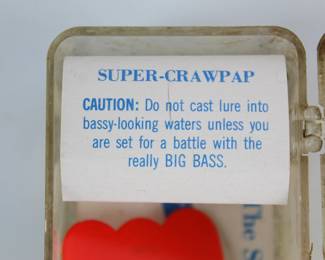 SUPER-CRAWPAP
CAUTION: Do not cast lure into
bassy-looking waters unless you
are set for a battle with the
really BIG BASS.
The S